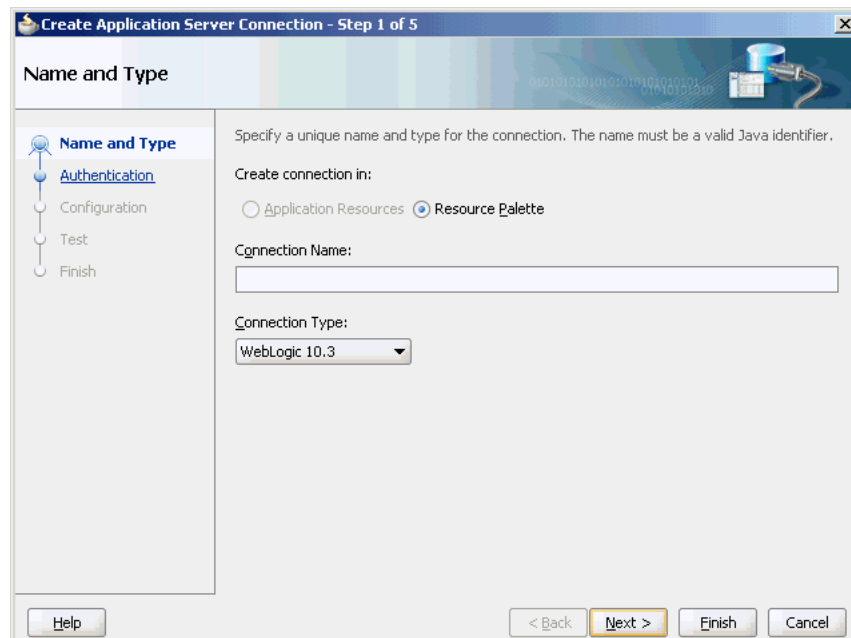 Create Application Server Connection - Step 1 of 5
Name and Type
Name and Type
Authentication
Configuration
Test
Finish
Specify a unique name and type for the connection. The name must be a valid Java identifier.
Create connection in:
Application Resources Resource Palette
Connection Name:
Connection Type:
WebLogic 10.3
Help < Back Next > Finish Cancel